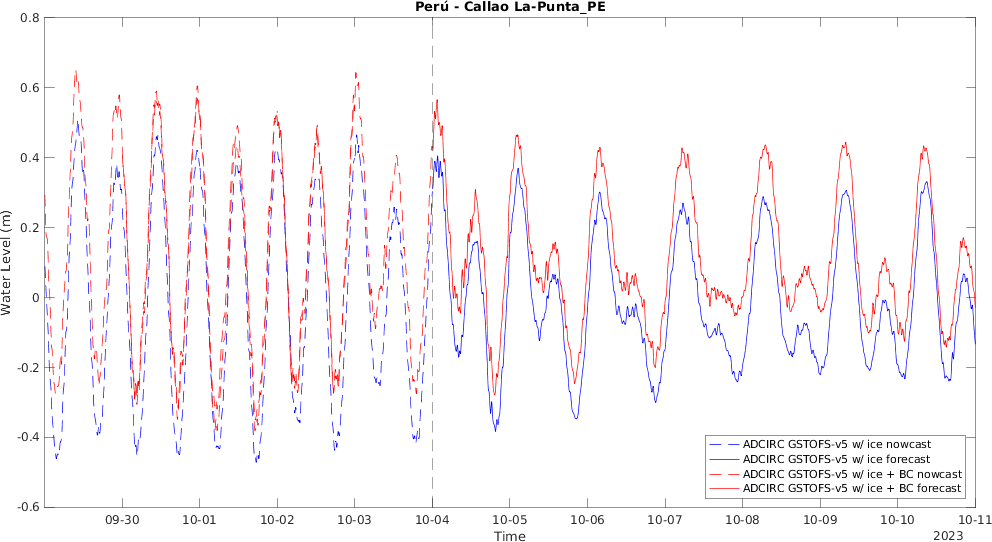 Perú - Callao La-Punta_PE
Water Level (m)
0.8
0.6
0.4
0.2
0
-0.2
-0.4
-0.6
ADCIRC GSTOFS-v5 w/ ice nowcast
ADCIRC GSTOFS-v5 w/ ice forecast
ADCIRC GSTOFS-v5 w/ ice + BC nowcast
ADCIRC GSTOFS-v5 w/ ice + BC forecast
09-30 10-01 10-02 10-03 10-04 10-05 10-06 10-07 10-08 10-09 10-10 10-11
Time
2023